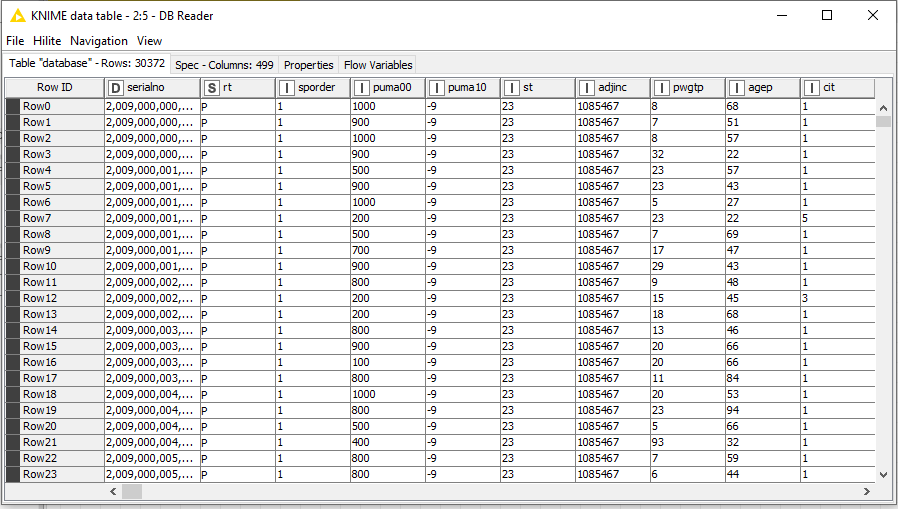 KNIME data table - 2:5 - DB Reader
File Hilite Navigation View
Table "database" - Rows: 30372 Spec - Columns: 499 Properties Flow Variables
Row ID D serialno S rt I sporder I puma00 I puma10 I st I adjinc I pwgtp I agep I cit
Row0 2,009,000,000,... P 1 1000 -9 23 1085467 8 68 1
Row1 2,009,000,000,... P 1 900 -9 23 1085467 7 51 1
Row2 2,009,000,000,... P 1 1000 -9 23 1085467 8 57 1
Row3 2,009,000,000,... P 1 900 -9 23 1085467 32 22 1
Row4 2,009,000,001,... P 1 500 -9 23 1085467 23 57 1
Row5 2,009,000,001,... P 1 900 -9 23 1085467 23 43 1
Row6 2,009,000,001,... P 1 1000 -9 23 1085467 5 27 1
Row7 2,009,000,001,... P 1 200 -9 23 1085467 23 22 5
Row8 2,009,000,001,... P 1 500 -9 23 1085467 7 69 1
Row9 2,009,000,001,... P 1 700 -9 23 1085467 17 47 1
Row10 2,009,000,001,... P 1 900 -9 23 1085467 29 43 1
Row11 2,009,000,002,... P 1 800 -9 23 1085467 9 48 1
Row12 2,009,000,002,... P 1 200 -9 23 1085467 15 45 3
Row13 2,009,000,002,... P 1 200 -9 23 1085467 18 68 1
Row14 2,009,000,003,... P 1 800 -9 23 1085467 13 46 1
Row15 2,009,000,003,... P 1 900 -9 23 1085467 20 66 1
Row16 2,009,000,003,... P 1 100 -9 23 1085467 20 66 1
Row17 2,009,000,003,... P 1 800 -9 23 1085467 11 84 1
Row18 2,009,000,004,... P 1 1000 -9 23 1085467 20 53 1
Row19 2,009,000,004,... P 1 800 -9 23 1085467 23 94 1
Row20 2,009,000,004,... P 1 500 -9 23 1085467 5 66 1
Row21 2,009,000,004,... P 1 400 -9 23 1085467 93 32 1
Row22 2,009,000,005,... P 1 800 -9 23 1085467 7 59 1
Row23 2,009,000,005,... P 1 800 -9 23 1085467 6 44 1